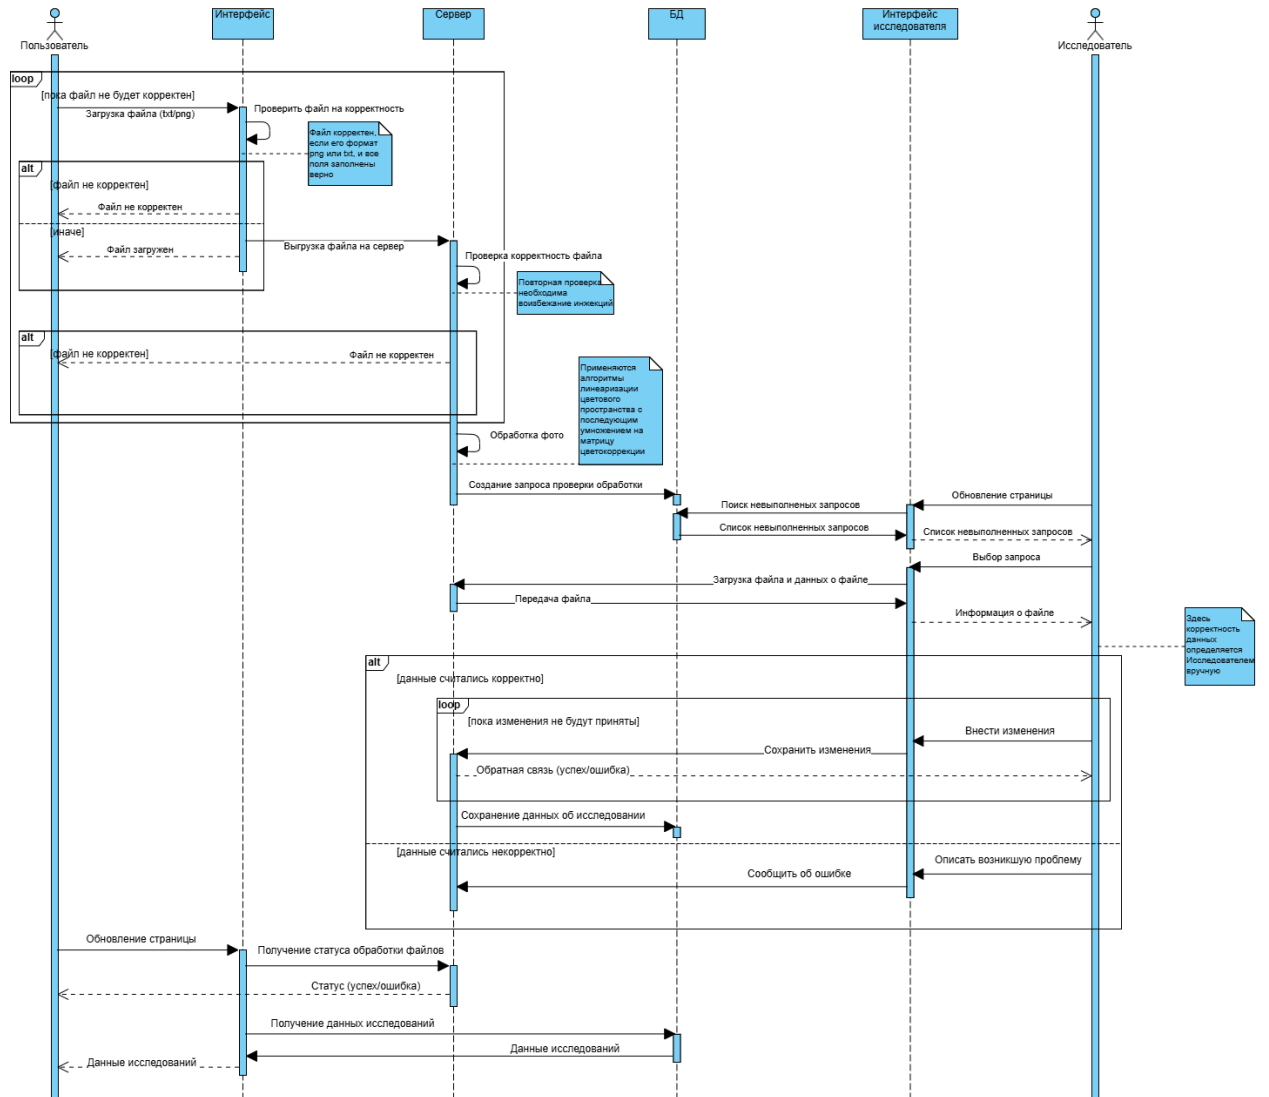 Интерфейс
Сервер
БД
Интерфейс
исследователя
Пользователь
Исследователь
loop
[пока файл не будет корректен]
Загрузка файла (txt/png)
Проверить файл на корректность
Файл корректен,
если его формат
png или txt, и все
поля заполнены
верно
alt
[файл не корректен]
Файл не корректен
[иначе]
Файл загружен
Выгрузка файла на сервер
Проверка корректность файла
Повторная проверка
необходима
воизбежание инжекций
alt
[файл не корректен]
Файл не корректен
Применяются
алгоритмы
линеаризации
цветового
пространства с
последующим
умножением на
матрицу
цветокоррекции
Обработка фото
Создание запроса проверки обработки
Обновление страницы
Поиск невыполненых запросов
Список невыполненных запросов
Список невыполненных запросов
Выбор запроса
Загрузка файла и данных о файле
Передача файла
Информация о файле
Здесь
корректность
данных
определяется
Исследователем
вручную
alt
[данные считались корректно]
loop
[пока изменения не будут приняты]
Внести изменения
Сохранить изменения
Обратная связь (успех/ошибка)
Сохранение данных об исследовании
[данные считались некорректно]
Описать возникшую проблему
Сообщить об ошибке
Обновление страницы
Получение статуса обработки файлов
Статус (успех/ошибка)
Получение данных исследований
Данные исследований
Данные исследований